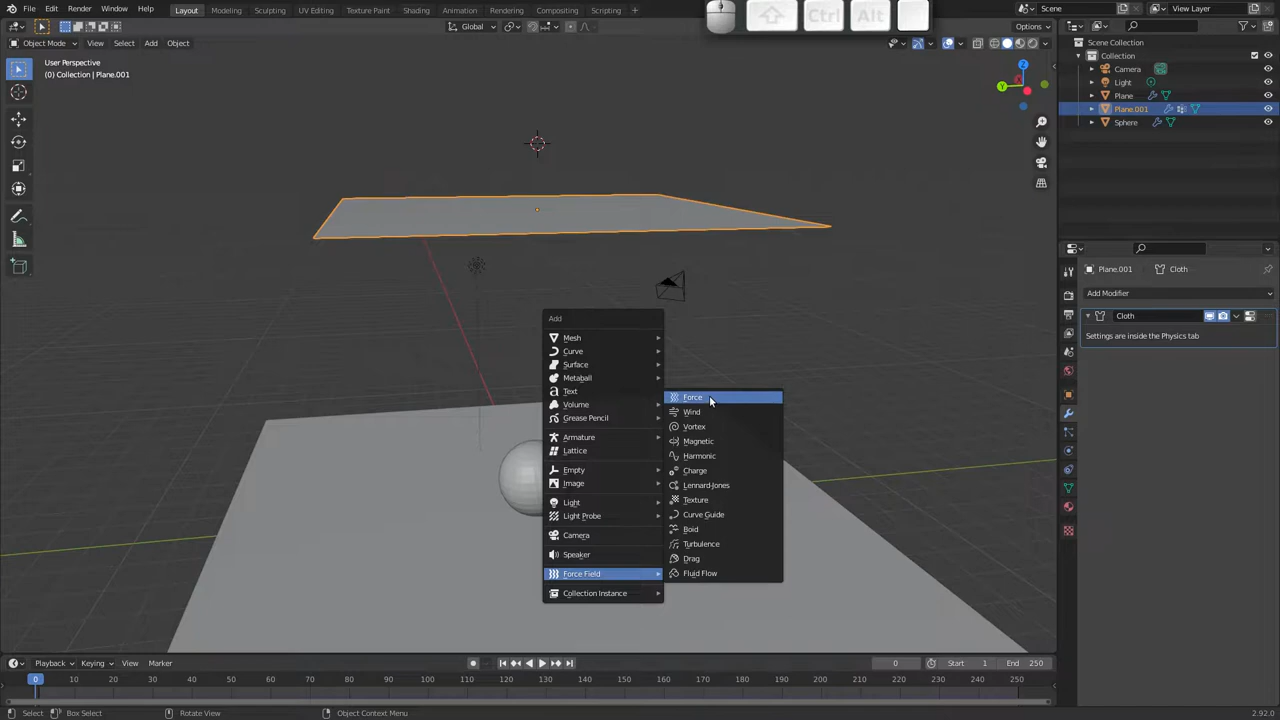 File Edit Render Window Help Layout Modeling Sculpting UV Editing Texture Paint Shading Animation Rendering Compositing Scripting + Scene View Layer
Ctrl Alt
Global Options
Object Mode View Select Add Object
User Perspective
(0) Collection | Plane.001
Scene Collection
Collection
Camera
Light
Plane
Plane.001
Sphere
Z
Y
X
Plane.001 Cloth
Add Modifier
Cloth
Settings are inside the Physics tab
Add
Mesh
Curve
Surface
Metaball
Text
Volume
Grease Pencil
Armature
Lattice
Empty
Image
Light
Light Probe
Camera
Speaker
Force Field
Collection Instance
Force
Wind
Vortex
Magnetic
Harmonic
Charge
Lennard-Jones
Texture
Curve Guide
Boid
Turbulence
Drag
Fluid Flow
Playback Keying View Marker 0 Start 1 End 250
0 10 20 30 40 50 60 70 80 90 100 110 120 130 140 150 160 170 180 190 200 210 220 230 240 250
Select Box Select Rotate View Object Context Menu 2.92.0